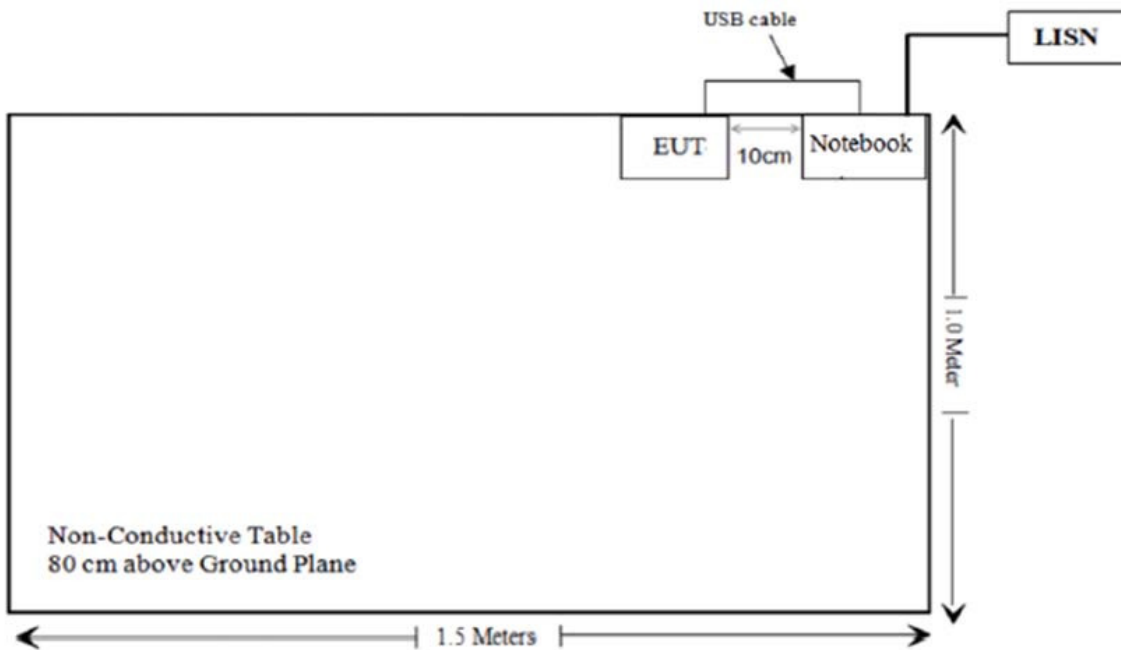 USB cable
LISN
EUT
10cm
Notebook
1.0 Meter
Non-Conductive Table
80 cm above Ground Plane
1.5 Meters